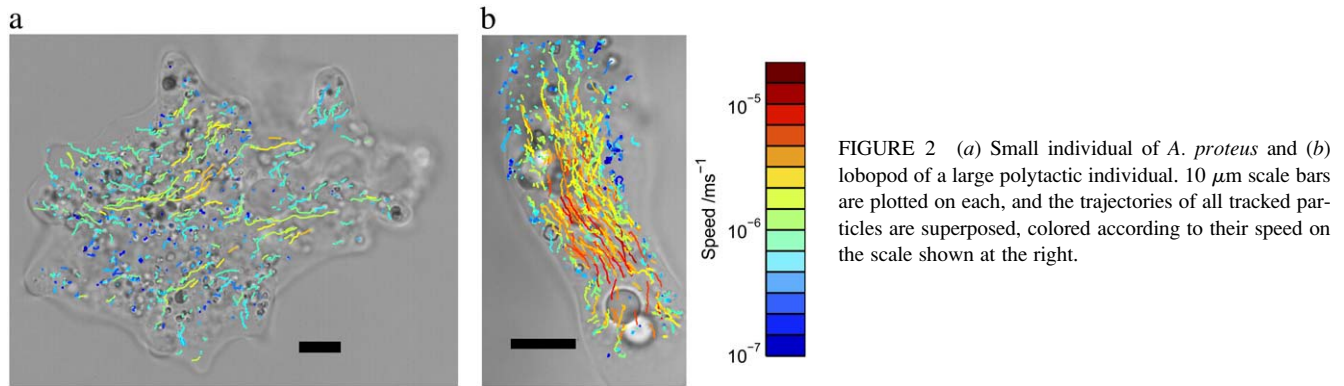 a
b
Speed /ms⁻¹
10⁻⁵
10⁻⁶
10⁻⁷
FIGURE 2 (a) Small individual of A. proteus and (b)
lobopod of a large polytactic individual. 10 μm scale bars
are plotted on each, and the trajectories of all tracked par-
ticles are superposed, colored according to their speed on
the scale shown at the right.